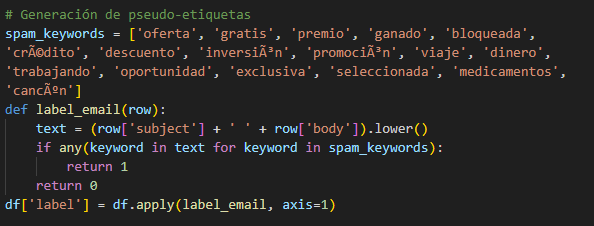 # Generación de pseudo-etiquetas
spam_keywords = ['oferta', 'gratis', 'premio', 'ganado', 'bloqueada',
'crÃ©dito', 'descuento', 'inversiÃ³n', 'promociÃ³n', 'viaje', 'dinero',
'trabajando', 'oportunidad', 'exclusiva', 'seleccionada', 'medicamentos',
'cancÃºn']
def label_email(row):
    text = (row['subject'] + ' ' + row['body']).lower()
    if any(keyword in text for keyword in spam_keywords):
        return 1
    return 0
df['label'] = df.apply(label_email, axis=1)